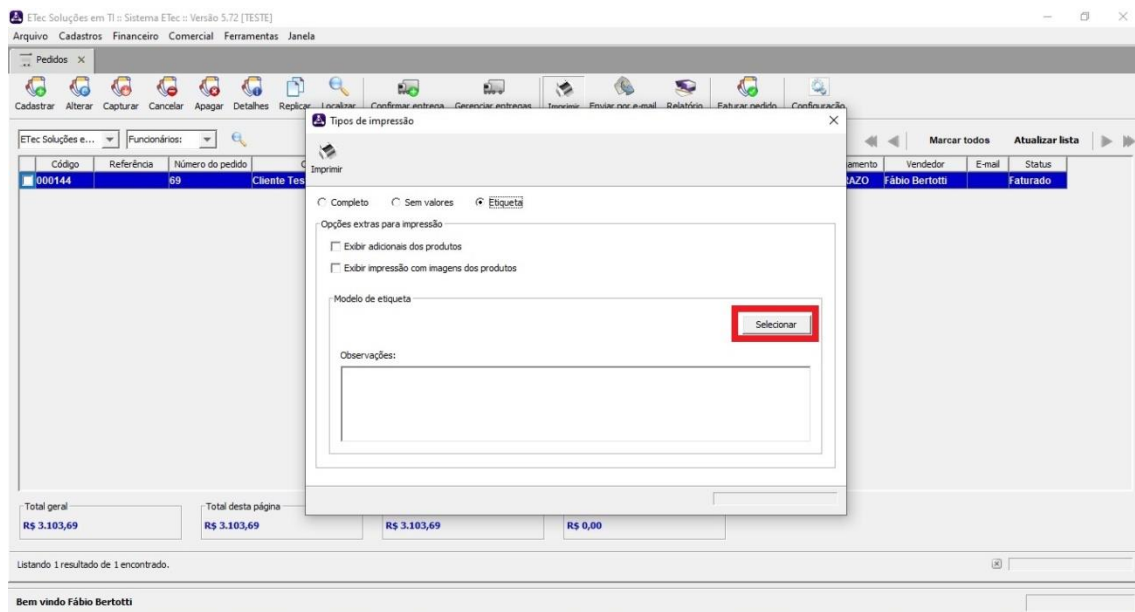 ETec Soluções em TI :: Sistema ETec :: Versão 5.72 [TESTE]
Arquivo Cadastros Financeiro Comercial Ferramentas Janela
Pedidos
Cadastrar Alterar Capturar Cancelar Apagar Detalhes Replicar Localizar Confirmar entrega Gerenciar entregas Imprimir Enviar por e-mail Relatório Faturar pedido Configuração
ETec Soluções e... Funcionários: Marcar todos Atualizar lista
Código Referência Número do pedido Vendedor E-mail Status
000144 69 Cliente Tes Fábio Bertotti Faturado
Tipos de impressão
Imprimir
Completo Sem valores Etiqueta
Opções extras para impressão
Exibir adicionais dos produtos
Exibir impressão com imagens dos produtos
Modelo de etiqueta
Selecionar
Observações:
Total geral Total desta página
R$ 3.103,69 R$ 3.103,69 R$ 3.103,69 R$ 0,00
Listando 1 resultado de 1 encontrado.
Bem vindo Fábio Bertotti